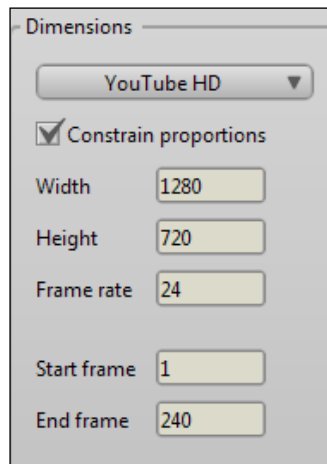 Dimensions
YouTube HD
Constrain proportions
Width 1280
Height 720
Frame rate 24
Start frame 1
End frame 240